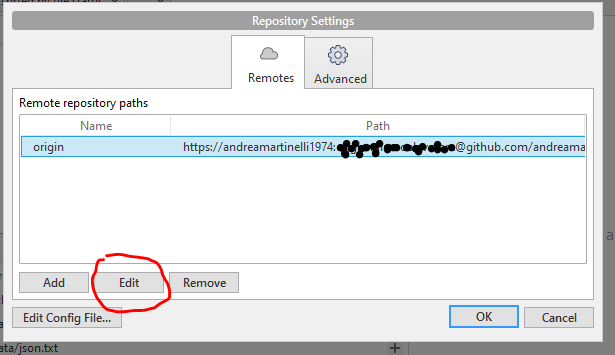 Repository Settings
Remotes
Advanced
Remote repository paths
Name Path
origin https://andreamartinelli1974: @github.com/andreama
Add Edit Remove
Edit Config File... OK Cancel
ata/json.txt